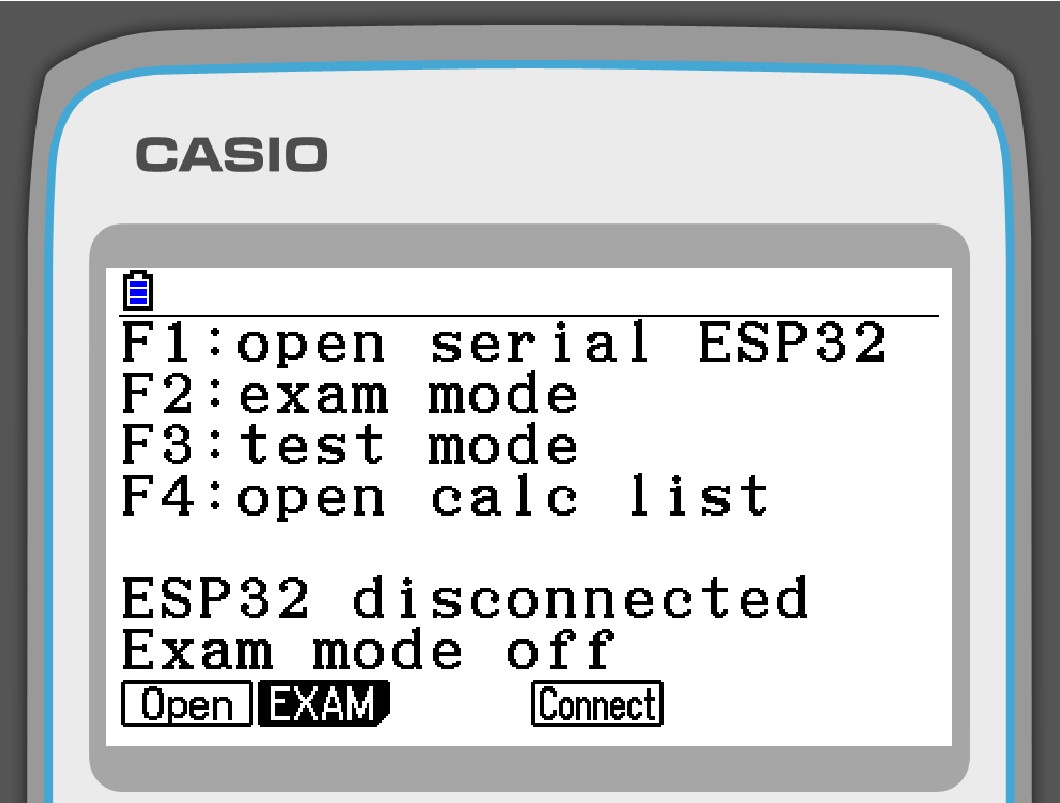 CASIO
F1:open serial ESP32
F2:exam mode
F3:test mode
F4:open calc list
ESP32 disconnected
Exam mode off
Open EXAM Connect